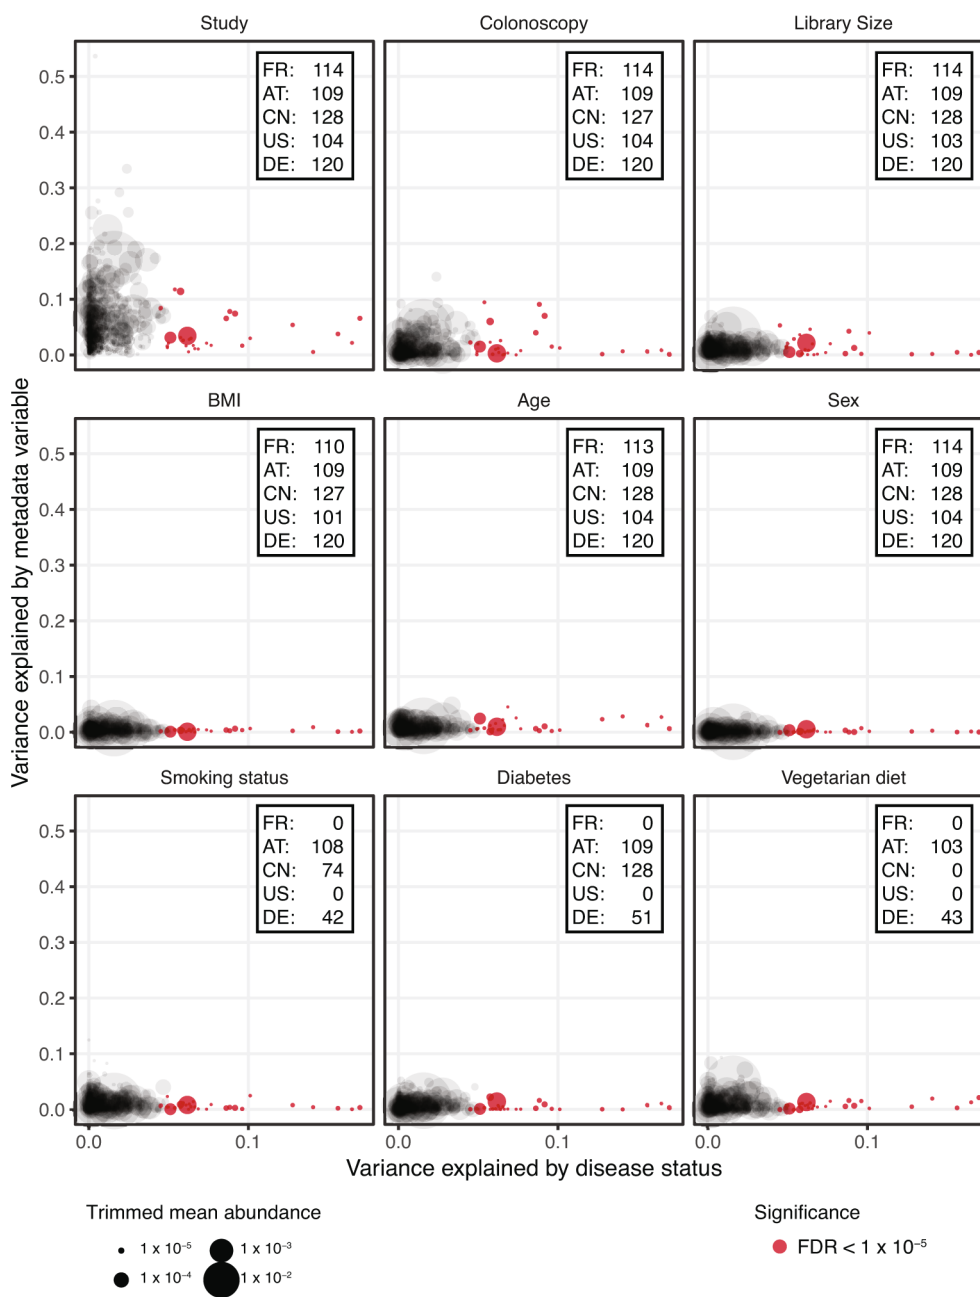 Study
Colonoscopy
Library Size
FR: 114
AT: 109
CN: 128
US: 104
DE: 120
FR: 114
AT: 109
CN: 127
US: 104
DE: 120
FR: 114
AT: 109
CN: 128
US: 103
DE: 120
0.5
0.4
0.3
0.2
0.1
0.0
BMI
Age
Sex
FR: 110
AT: 109
CN: 127
US: 101
DE: 120
FR: 113
AT: 109
CN: 128
US: 104
DE: 120
FR: 114
AT: 109
CN: 128
US: 104
DE: 120
0.5
0.4
0.3
0.2
0.1
0.0
Variance explained by metadata variable
Smoking status
Diabetes
Vegetarian diet
FR: 0
AT: 108
CN: 74
US: 0
DE: 42
FR: 0
AT: 109
CN: 128
US: 0
DE: 51
FR: 0
AT: 103
CN: 0
US: 0
DE: 43
0.5
0.4
0.3
0.2
0.1
0.0
0.0 0.1
0.0 0.1
0.0 0.1
Variance explained by disease status
Trimmed mean abundance
1 x 10⁻⁵
1 x 10⁻³
1 x 10⁻⁴
1 x 10⁻²
Significance
FDR < 1 x 10⁻⁵